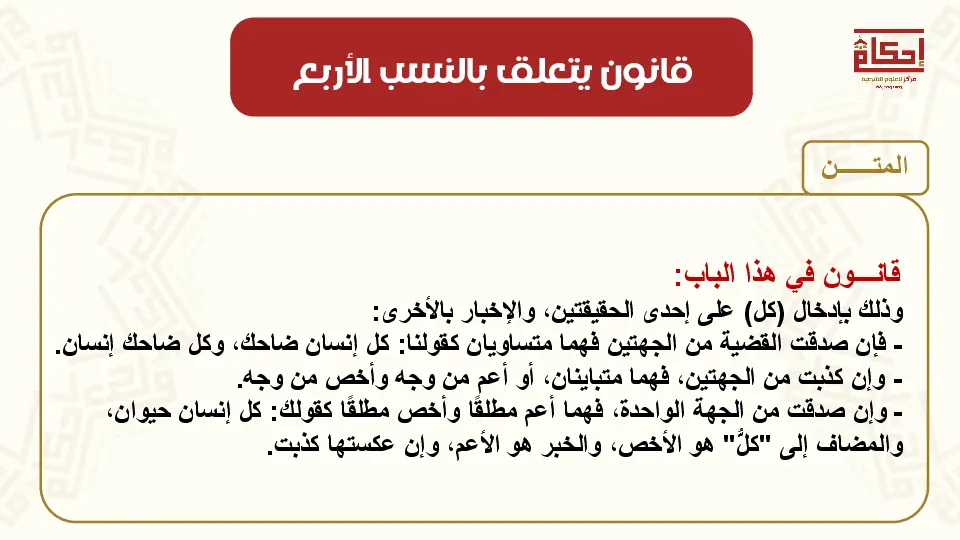 قانون يتعلق بالنسب الأربع
إحكام
مركز للعلوم الشرعية
المتـــــن
قانـــون في هذا الباب:
وذلك بإدخال (كل) على إحدى الحقيقتين، والإخبار بالأخرى:
- فإن صدقت القضية من الجهتين فهما متساويان كقولنا: كل إنسان ضاحك، وكل ضاحك إنسان.
- وإن كذبت من الجهتين، فهما متباينان، أو أعم من وجه وأخص من وجه.
- وإن صدقت من الجهة الواحدة، فهما أعم مطلقًا وأخص مطلقًا كقولك: كل إنسان حيوان،
والمضاف إلى "كلُّ" هو الأخص، والخبر هو الأعم، وإن عكستها كذبت.